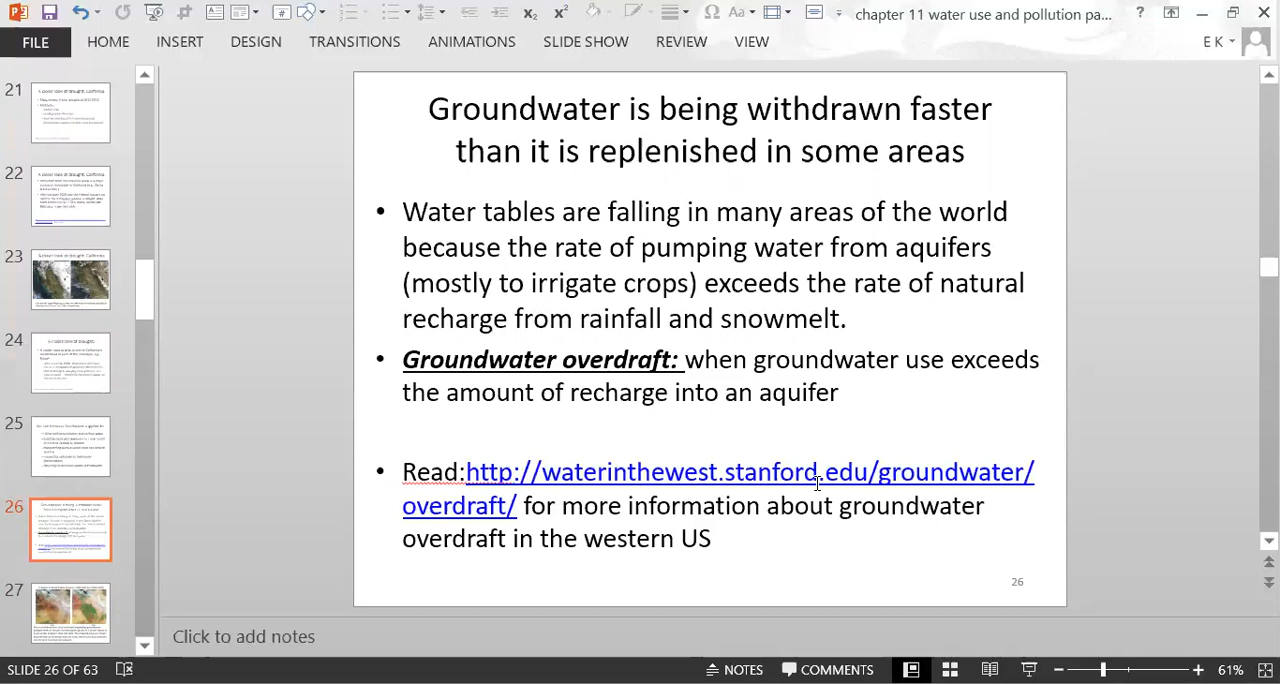 chapter 11 water use and pollution pa...
FILE
HOME
INSERT
DESIGN
TRANSITIONS
ANIMATIONS
SLIDE SHOW
REVIEW
VIEW
E K
21
22
23
24
25
26
27
Groundwater is being withdrawn faster
than it is replenished in some areas
• Water tables are falling in many areas of the world
because the rate of pumping water from aquifers
(mostly to irrigate crops) exceeds the rate of natural
recharge from rainfall and snowmelt.
• Groundwater overdraft: when groundwater use exceeds
the amount of recharge into an aquifer
• Read:http://waterinthewest.stanford.edu/groundwater/
overdraft/ for more information about groundwater
overdraft in the western US
26
Click to add notes
SLIDE 26 OF 63
NOTES
COMMENTS
61%